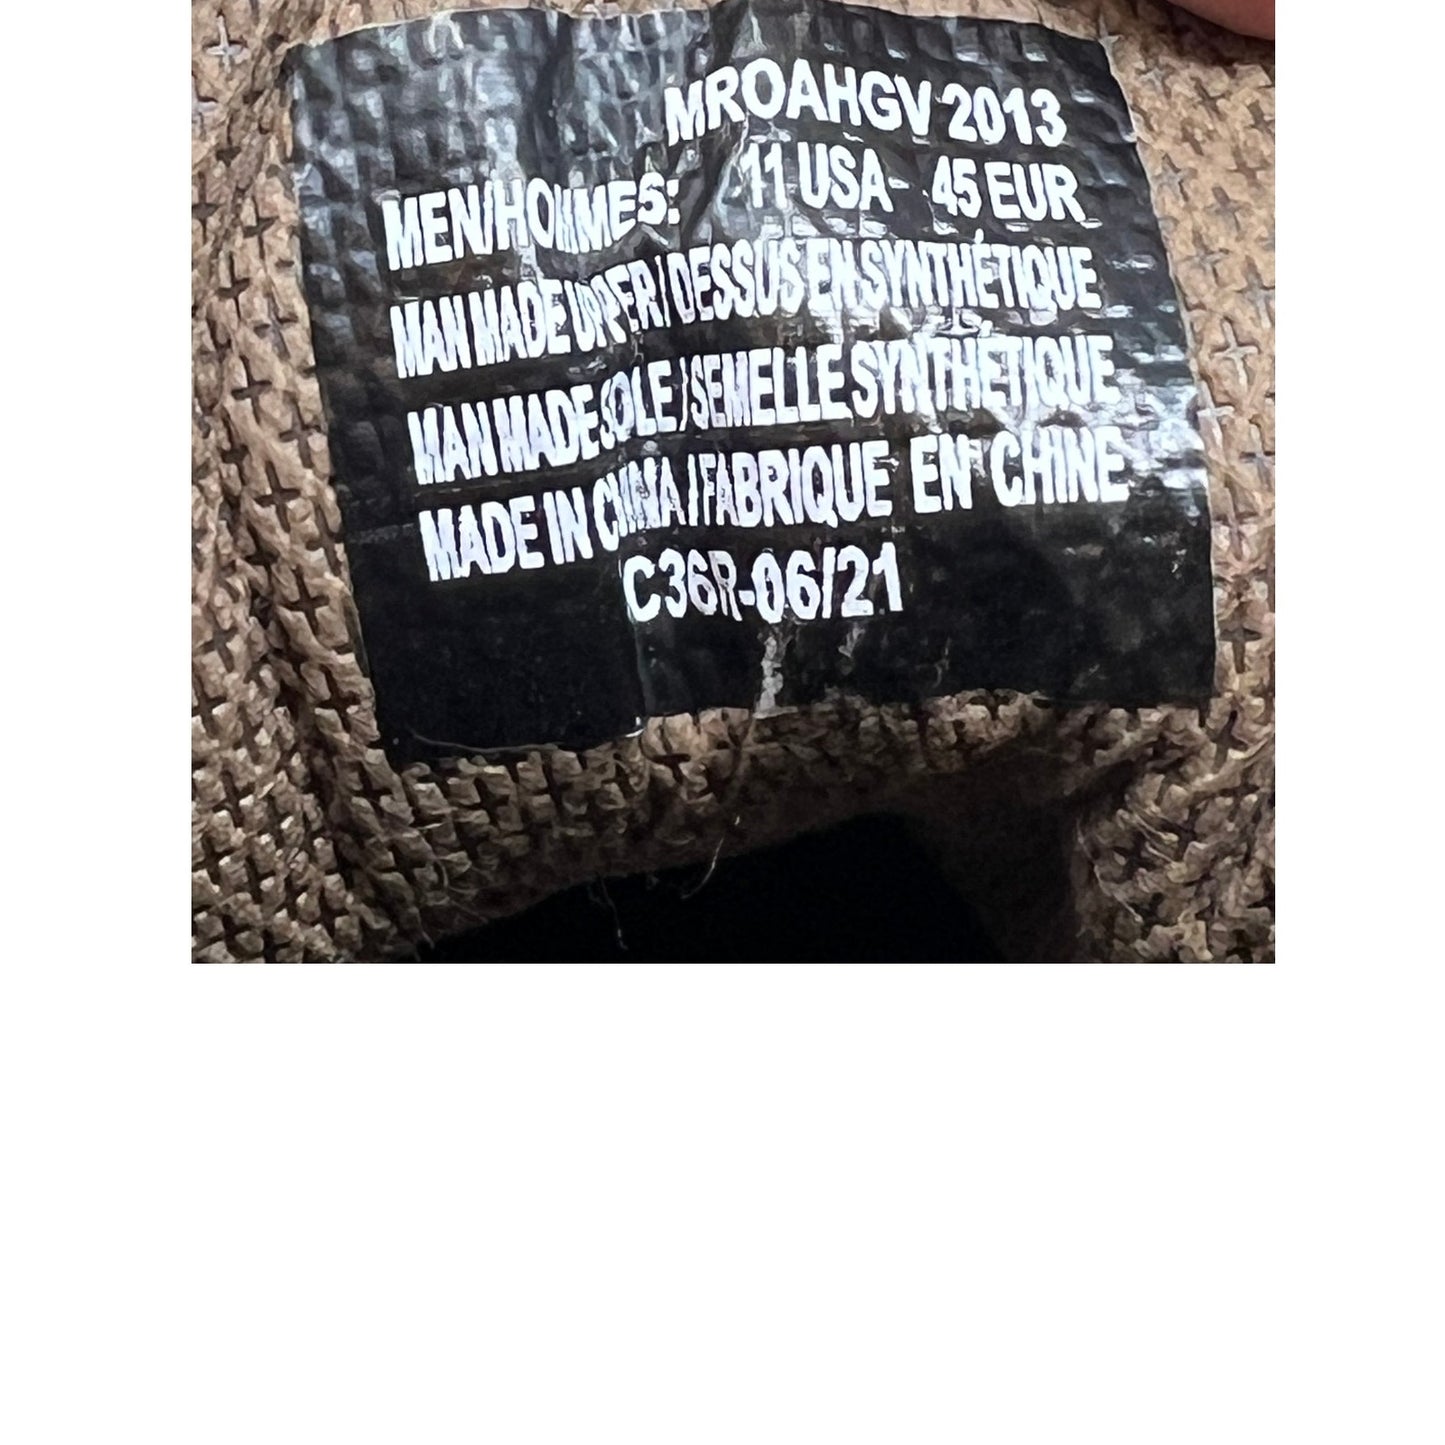 MROAHGV 2013
MEN/HOMMES: 11 USA- 45 EUR
MAN MADE UPPER/DESSUS EN SYNTHÉTIQUE
MAN MADE SOLE/SEMELLE SYNTHÉTIQUE
MADE IN CHINA/FABRIQUE EN CHINE
C36R-06/21